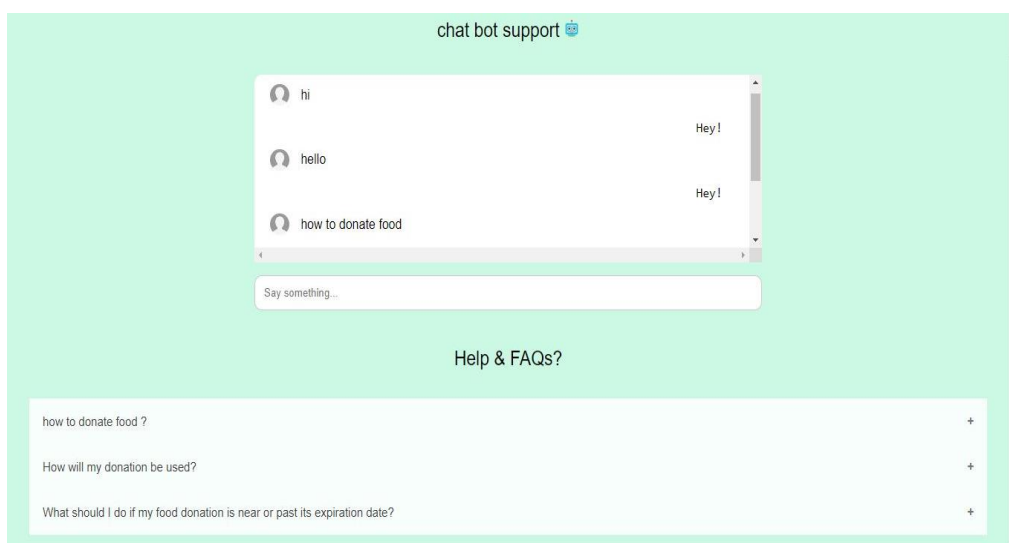 chat bot support 🤖
hi
Hey!
hello
Hey!
how to donate food
Say something...
Help & FAQs?
how to donate food ?
+
How will my donation be used?
+
What should I do if my food donation is near or past its expiration date?
+